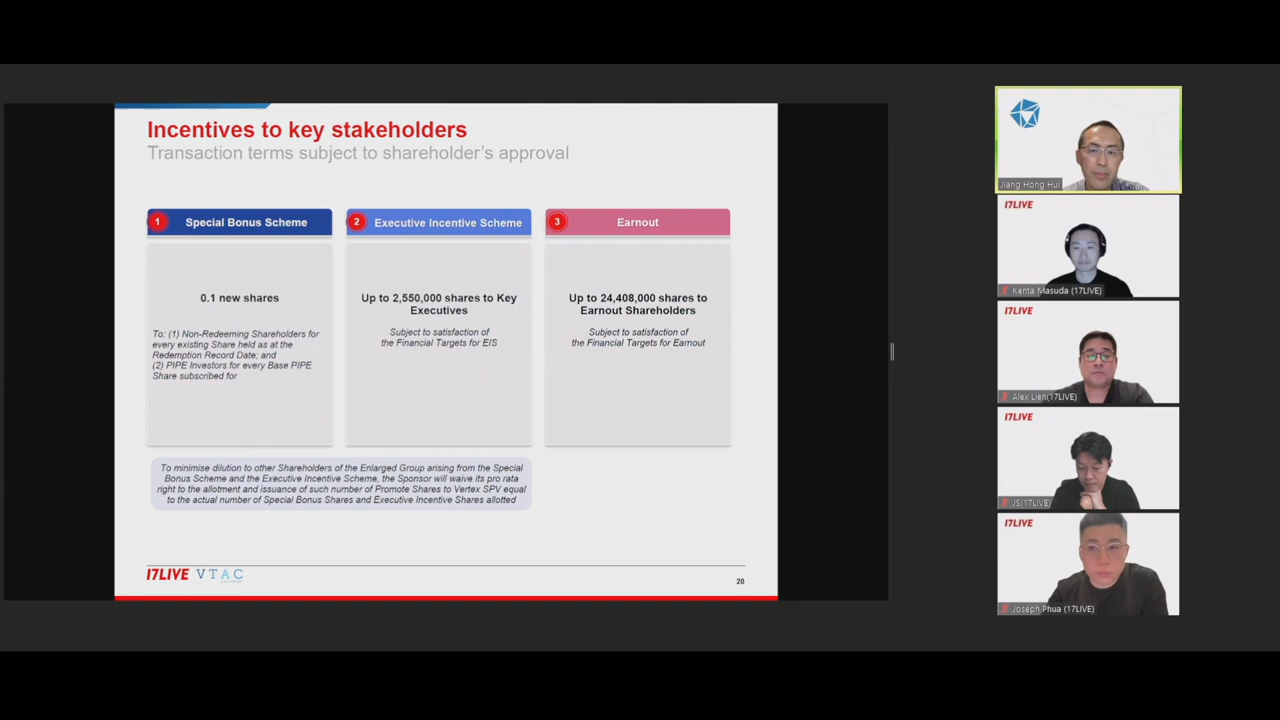 Incentives to key stakeholders
Transaction terms subject to shareholder's approval
1 Special Bonus Scheme
0.1 new shares
To: (1) Non-Redeeming Shareholders for
every existing Share held as at the
Redemption Record Date; and
(2) PIPE Investors for every Base PIPE
Share subscribed for
2 Executive Incentive Scheme
Up to 2,550,000 shares to Key
Executives
Subject to satisfaction of
the Financial Targets for EIS
3 Earnout
Up to 24,408,000 shares to
Earnout Shareholders
Subject to satisfaction of
the Financial Targets for Earnout
To minimise dilution to other Shareholders of the Enlarged Group arising from the Special
Bonus Scheme and the Executive Incentive Scheme, the Sponsor will waive its pro rata
right to the allotment and issuance of such number of Promote Shares to Vertex SPV equal
to the actual number of Special Bonus Shares and Executive Incentive Shares allotted
17LIVE VTAC
20
Jiang Hong Hui
17LIVE
Kenta Masuda (17LIVE)
17LIVE
Alex Lien(17LIVE)
17LIVE
JS(17LIVE)
17LIVE
Joseph Phua (17LIVE)